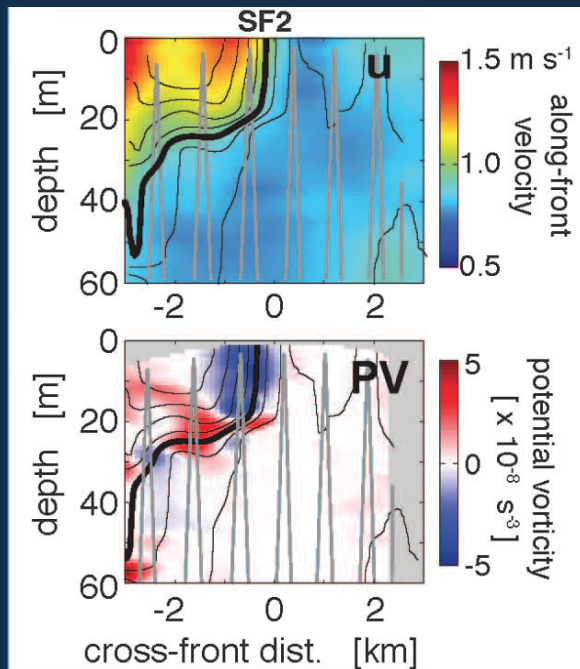 SF2
0
20
40
60
depth [m]
-2
0
2
u
1.5 m s⁻¹
1.0
0.5
along-front
velocity
0
20
40
60
depth [m]
-2
0
2
cross-front dist. [km]
PV
5
0
-5
potential vorticity
[ x 10⁻⁸ s⁻³ ]